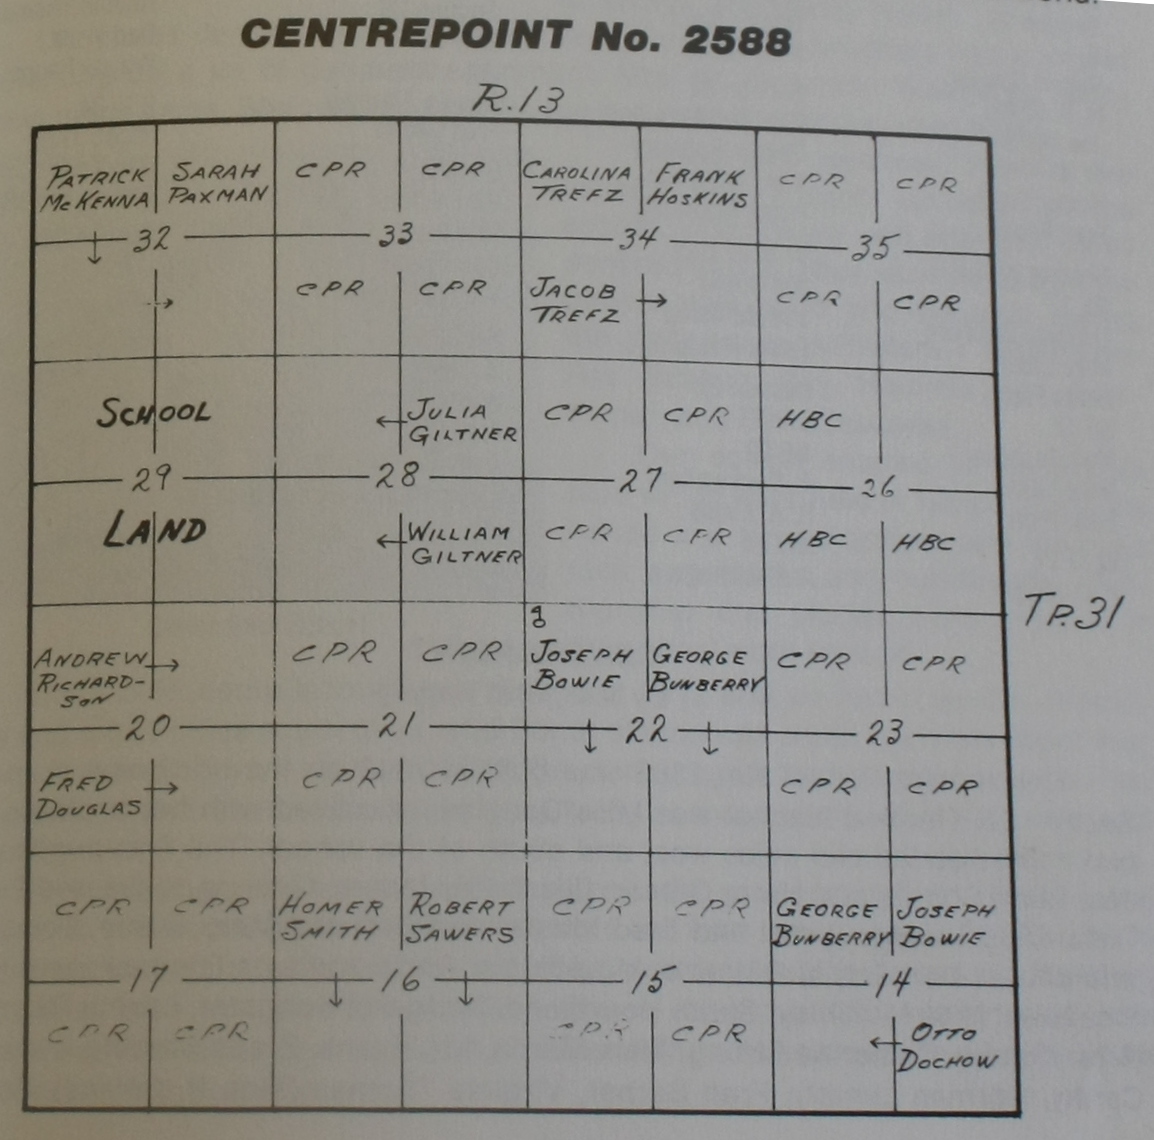 CENTREPOINT No. 2588
R.13
PATRICK McKENNA SARAH PAXMAN CPR CPR CAROLINA TREFZ FRANK HOSKINS CPR CPR
32 33 34 35
CPR CPR JACOB TREFZ CPR CPR
SCHOOL JULIA GILTNER CPR CPR HBC
29 28 27 26
LAND WILLIAM GILTNER CPR CPR HBC HBC
TP.31
ANDREW RICHARD-SON CPR CPR JOSEPH BOWIE GEORGE BUNBERRY CPR CPR
20 21 22 23
FRED DOUGLAS CPR CPR CPR CPR
CPR CPR HOMER SMITH ROBERT SAWERS CPR CPR GEORGE BUNBERRY JOSEPH BOWIE
17 16 15 14
CPR CPR CPR CPR OTTO DOCHOW